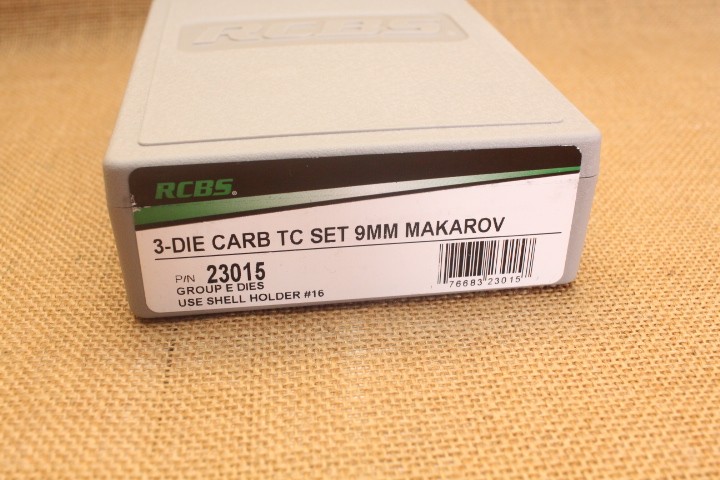 RCBS
RCBS®
3-DIE CARB TC SET 9MM MAKAROV
P/N 23015
GROUP E DIES
USE SHELL HOLDER #16
76683 23015